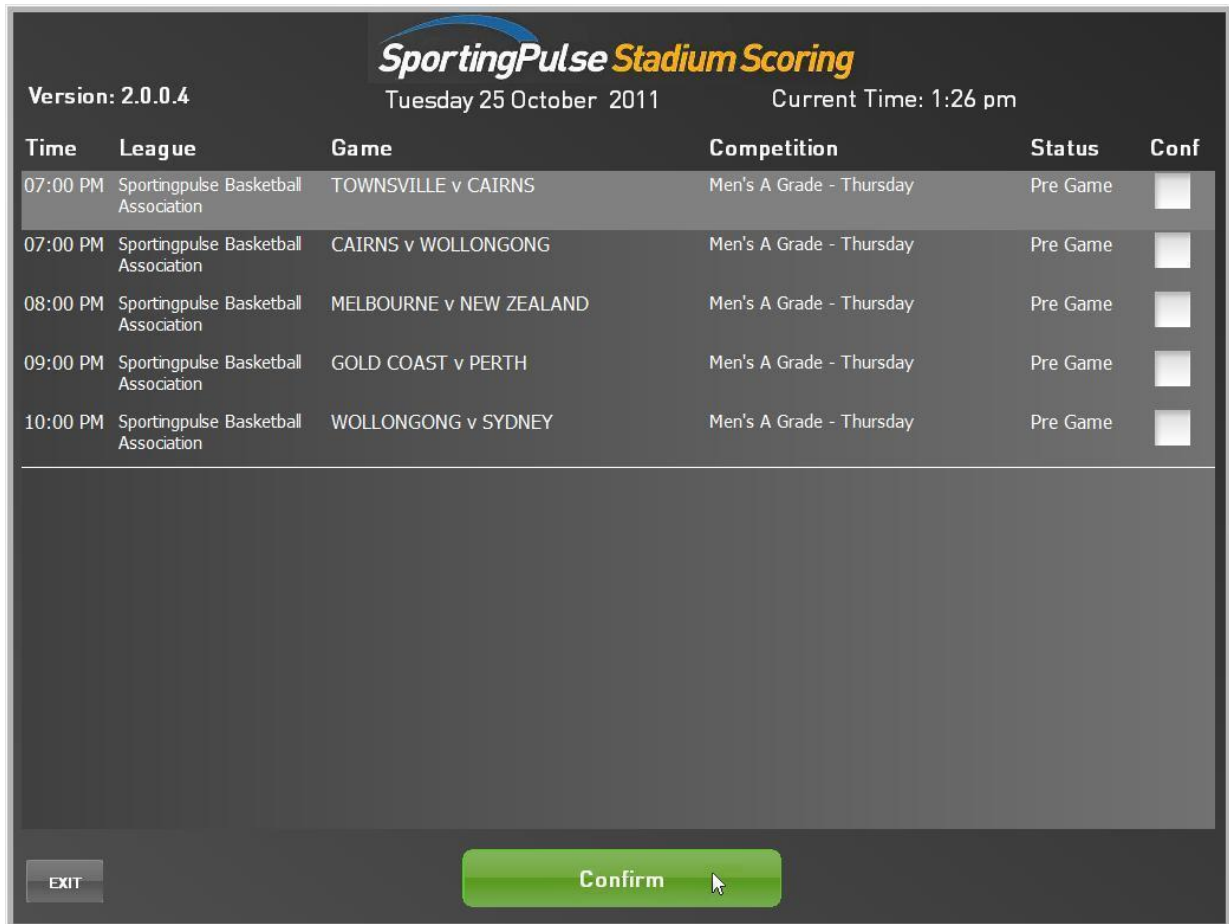 SportingPulse Stadium Scoring
Version: 2.0.0.4 Tuesday 25 October 2011 Current Time: 1:26 pm
Time League Game Competition Status Conf
07:00 PM Sportingpulse Basketball TOWNSVILLE v CAIRNS Men's A Grade - Thursday Pre Game
Association
07:00 PM Sportingpulse Basketball CAIRNS v WOLLONGONG Men's A Grade - Thursday Pre Game
Association
08:00 PM Sportingpulse Basketball MELBOURNE v NEW ZEALAND Men's A Grade - Thursday Pre Game
Association
09:00 PM Sportingpulse Basketball GOLD COAST v PERTH Men's A Grade - Thursday Pre Game
Association
10:00 PM Sportingpulse Basketball WOLLONGONG v SYDNEY Men's A Grade - Thursday Pre Game
Association
EXIT Confirm